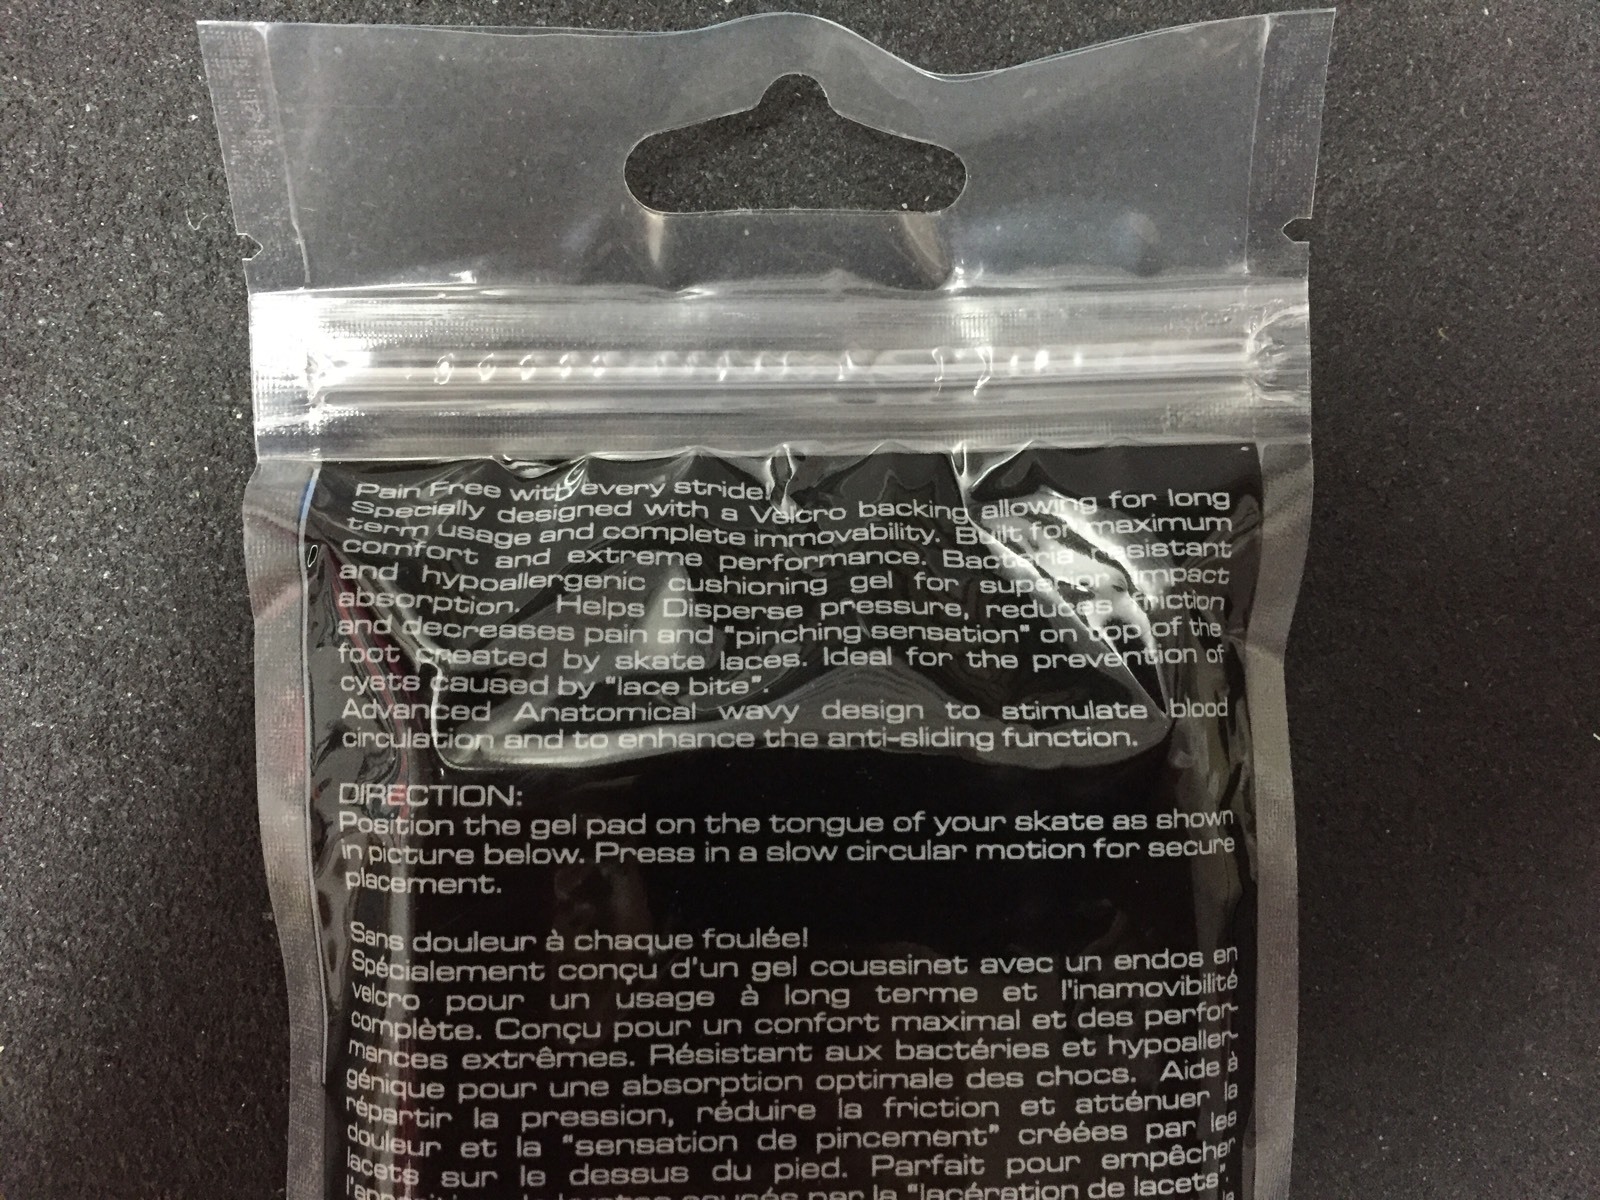 Pain Free with every stride!
Specially designed with a Velcro backing allowing for long
term usage and complete immovability. Built for maximum
comfort and extreme performance. Bacteria resistant
and hypoallergenic cushioning gel for superior impact
absorption. Helps Disperse pressure, reduces friction
and decreases pain and "pinching sensation" on top of the
foot created by skate laces. Ideal for the prevention of
cysts caused by "lace bite".
Advanced Anatomical wavy design to stimulate blood
circulation and to enhance the anti-sliding function.
DIRECTION:
Position the gel pad on the tongue of your skate as shown
in picture below. Press in a slow circular motion for secure
placement.
Sans douleur à chaque foulée!
Spécialement conçu d'un gel coussinet avec un endos en
velcro pour un usage à long terme et l'inamovibilité
complète. Conçu pour un confort maximal et des perfor-
mances extrêmes. Résistant aux bactéries et hypoaller-
génique pour une absorption optimale des chocs. Aide à
répartir la pression, réduire la friction et atténuer la
douleur et la "sensation de pincement" créées par les
lacets sur le dessus du pied. Parfait pour empêcher
par la "lacération de lacets".